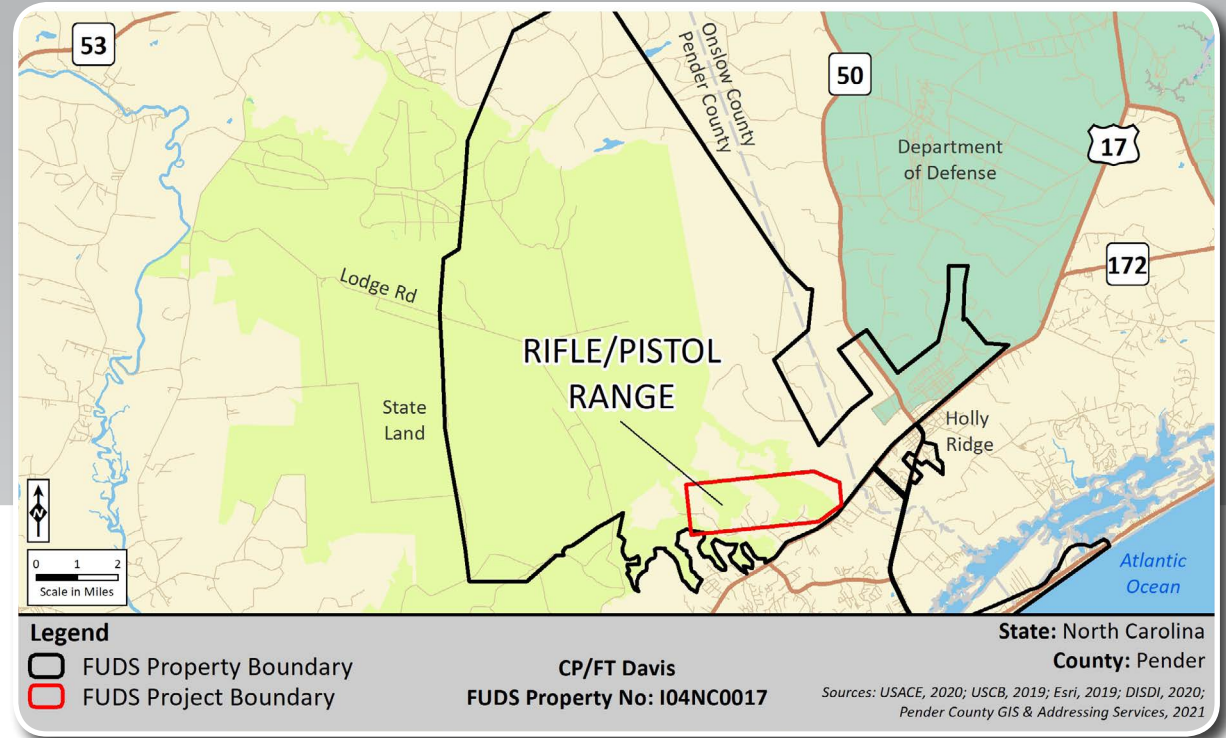 53
Onslow County
Pender County
50
Department
of Defense
17
172
Lodge Rd
RIFLE/PISTOL
RANGE
State
Land
Holly
Ridge
N
0 1 2
Scale in Miles
Atlantic
Ocean
Legend
FUDS Property Boundary
FUDS Project Boundary
CP/FT Davis
FUDS Property No: I04NC0017
State: North Carolina
County: Pender
Sources: USACE, 2020; USCB, 2019; Esri, 2019; DISDI, 2020;
Pender County GIS & Addressing Services, 2021